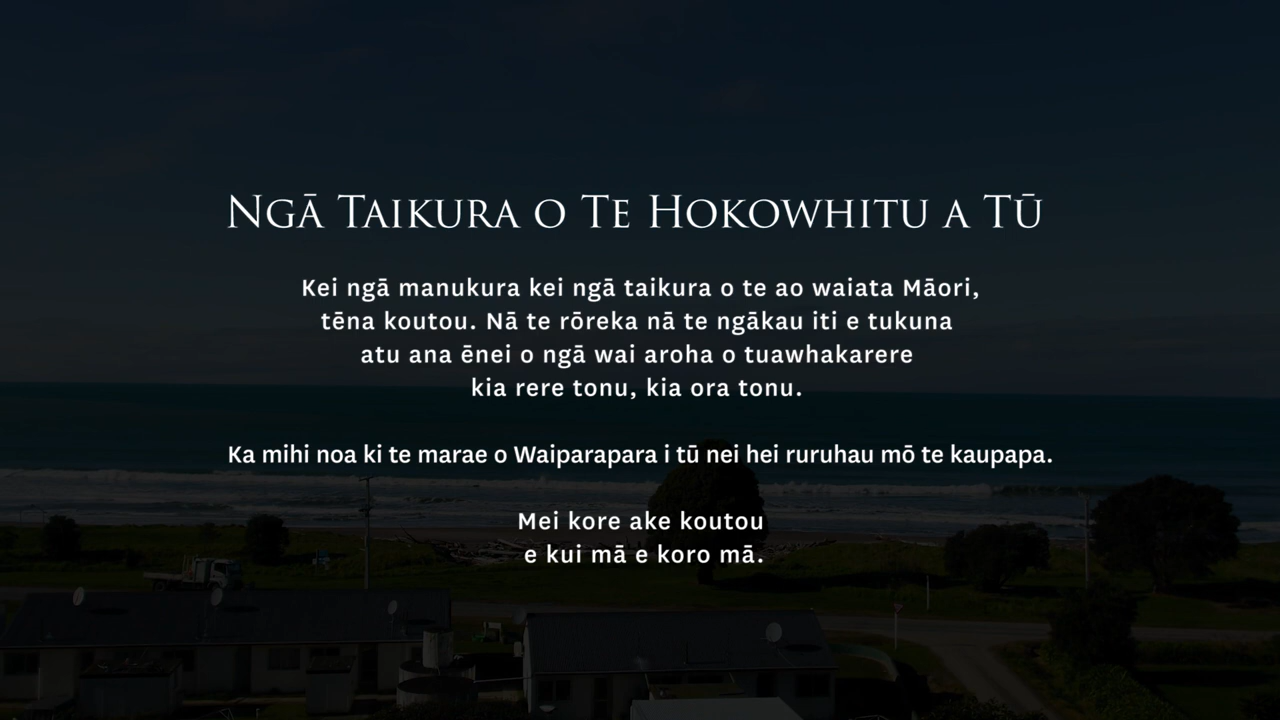 Ngā Taikura o Te Hokowhitu a Tū
Kei ngā manukura kei ngā taikura o te ao waiata Māori,
tēna koutou. Nā te rōreka nā te ngākau iti e tukuna
atu ana ēnei o ngā wai aroha o tuawhakarere
kia rere tonu, kia ora tonu.
Ka mihi noa ki te marae o Waiparapara i tū nei hei ruruhau mō te kaupapa.
Mei kore ake koutou
e kui mā e koro mā.